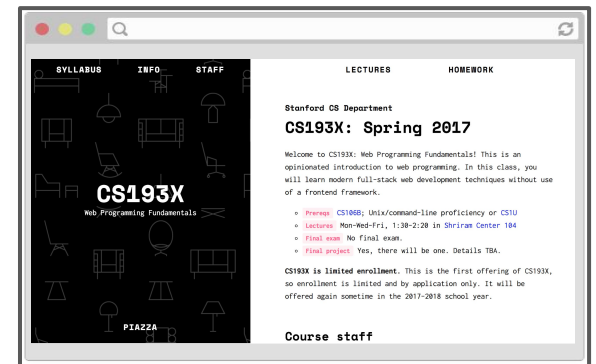 SYLLABUS INFO STAFF
LECTURES HOMEWORK
CS193X
Web Programming Fundamentals
PIAZZA
Stanford CS Department
CS193X: Spring 2017
Welcome to CS193X: Web Programming Fundamentals! This is an
opinionated introduction to web programming. In this class, you
will learn modern full-stack web development techniques without use
of a frontend framework.
Prereqs CS106B; Unix/command-line proficiency or CS1U
Lectures Mon-Wed-Fri, 1:30-2:20 in Shriram Center 104
Final exam No final exam.
Final project Yes, there will be one. Details TBA.
CS193X is limited enrollment. This is the first offering of CS193X,
so enrollment is limited and by application only. It will be
offered again sometime in the 2017-2018 school year.
Course staff